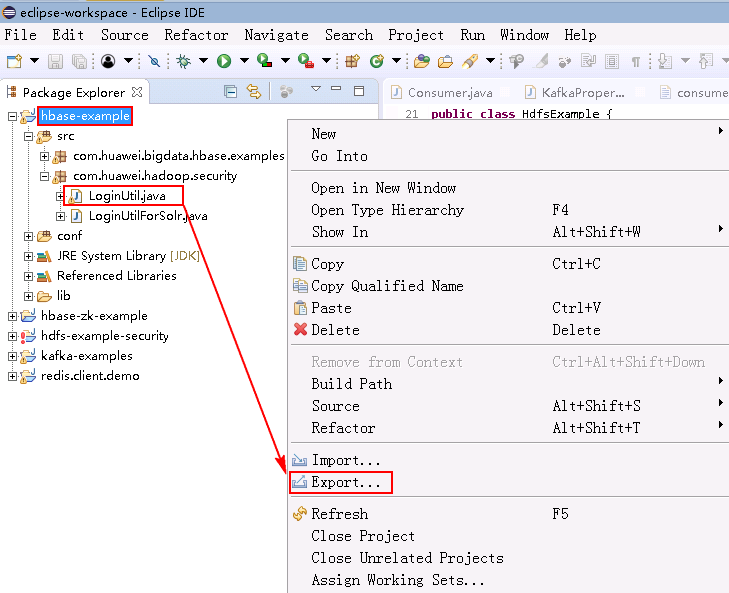 eclipse-workspace - Eclipse IDE
File Edit Source Refactor Navigate Search Project Run Window Help
Package Explorer
Consumer.java
KafkaProper...
consume
hbase-example
src
com.huawei.bigdata.hbase.examples
com.huawei.hadoop.security
LoginUtil.java
LoginUtilForSolr.java
conf
JRE System Library [JDK]
Referenced Libraries
lib
hbase-zk-example
hdfs-example-security
kafka-examples
redis.client.demo
21 public class HdfsExample {
New
Go Into
Open in New Window
Open Type Hierarchy F4
Show In Alt+Shift+W
Copy Ctrl+C
Copy Qualified Name
Paste Ctrl+V
Delete Delete
Remove from Context Ctrl+Alt+Shift+Down
Build Path
Source Alt+Shift+S
Refactor Alt+Shift+T
Import...
Export...
Refresh F5
Close Project
Close Unrelated Projects
Assign Working Sets...